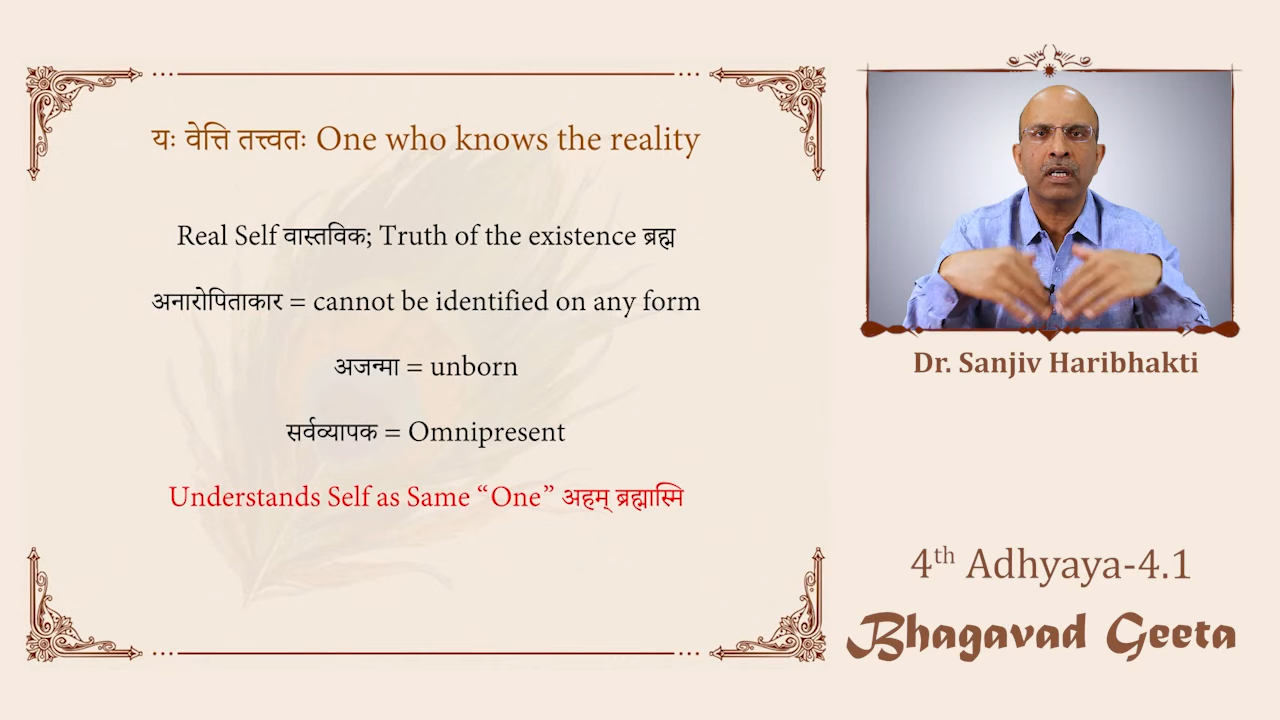 यः वेत्ति तत्त्वतः One who knows the reality
Real Self वास्तविक; Truth of the existence ब्रह्म
अनारोपिताकार = cannot be identified on any form
अजन्मा = unborn
सर्वव्यापक = Omnipresent
Understands Self as Same “One” अहम् ब्रह्मास्मि
Dr. Sanjiv Haribhakti
4th Adhyaya-4.1
Bhagavad Geeta